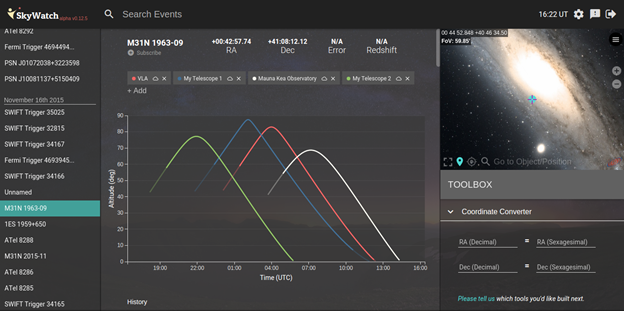 SkyWatch alpha v0.12.5
Search Events
16:22 UT
ATel 8292
Fermi Trigger 4694494...
PSN J01072038+3223598
PSN J10081137+5150409
November 16th 2015
SWIFT Trigger 35025
SWIFT Trigger 32815
SWIFT Trigger 34167
Fermi Trigger 4693945...
SWIFT Trigger 34166
Unnamed
M31N 1963-09
1ES 1959+650
ATel 8288
M31N 2015-11
ATel 8286
ATel 8285
SWIFT Trigger 34165
M31N 1963-09
Subscribe
+00:42:57.74
RA
+41:08:12.12
Dec
N/A
Error
N/A
Redshift
VLA
My Telescope 1
Mauna Kea Observatory
My Telescope 2
+ Add
Altitude (deg)
90
80
70
60
50
40
30
20
10
0
19:00 22:00 01:00 04:00 07:00 10:00 13:00 16:00
Time (UTC)
History
00 44 52.848 +40 46 34.50
FoV: 59.85'
Go to Object/Position
TOOLBOX
Coordinate Converter
RA (Decimal) = RA (Sexagesimal)
Dec (Decimal) = Dec (Sexagesimal)
Please tell us which tools you'd like built next.